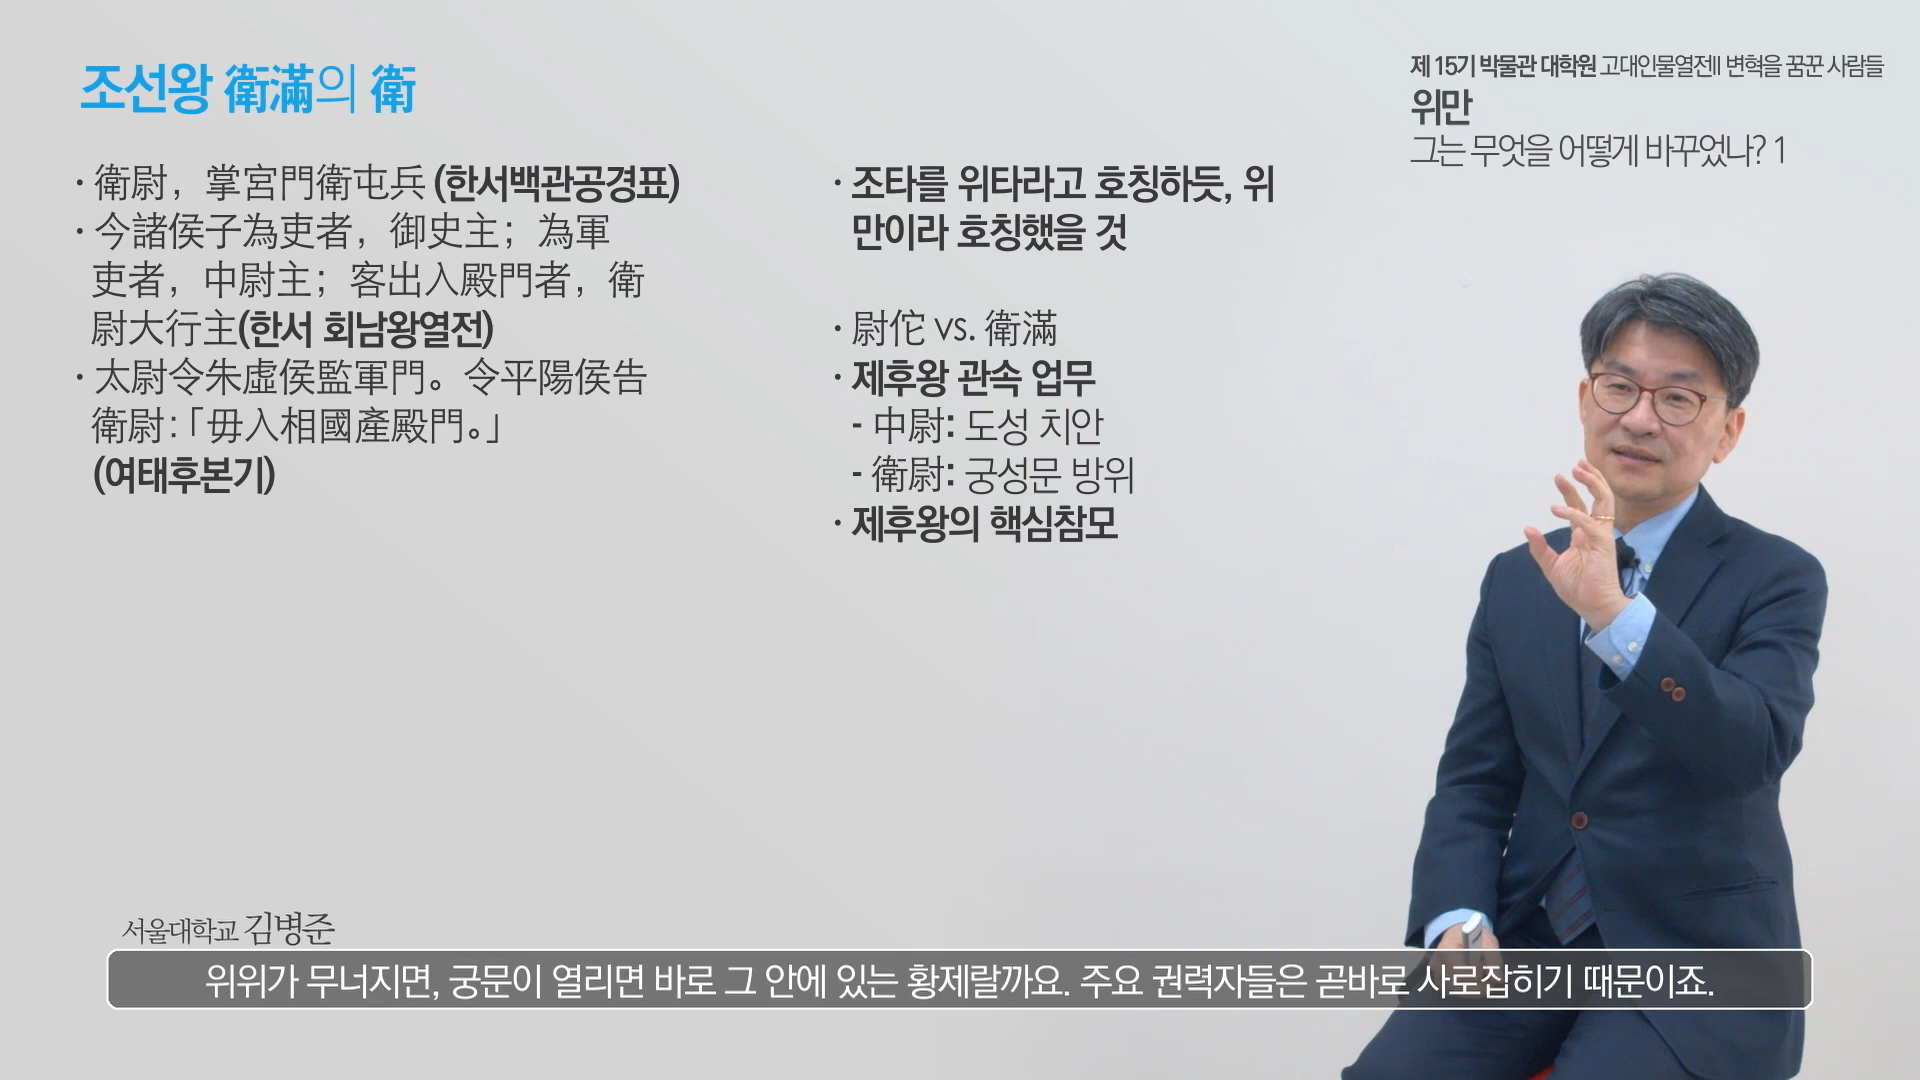 조선왕 衛滿의 衛
제 15기 박물관 대학원 고대인물열전II 변혁을 꿈꾼 사람들
위만
그는 무엇을 어떻게 바꾸었나? 1
· 衛尉, 掌宮門衛屯兵 (한서백관공경표)
· 今諸侯子為吏者, 御史主; 為軍
吏者, 中尉主; 客出入殿門者, 衛
尉大行主(한서 회남왕열전)
· 太尉令朱虛侯監軍門。令平陽侯告
衛尉:「毋入相國產殿門。」
(여태후본기)
· 조타를 위타라고 호칭하듯, 위
만이라 호칭했을 것
· 尉佗 vs. 衛滿
· 제후왕 관속 업무
- 中尉: 도성 치안
- 衛尉: 궁성문 방위
· 제후왕의 핵심참모
서울대학교 김병준
위위가 무너지면, 궁문이 열리면 바로 그 안에 있는 황제랄까요. 주요 권력자들은 곧바로 사로잡히기 때문이죠.